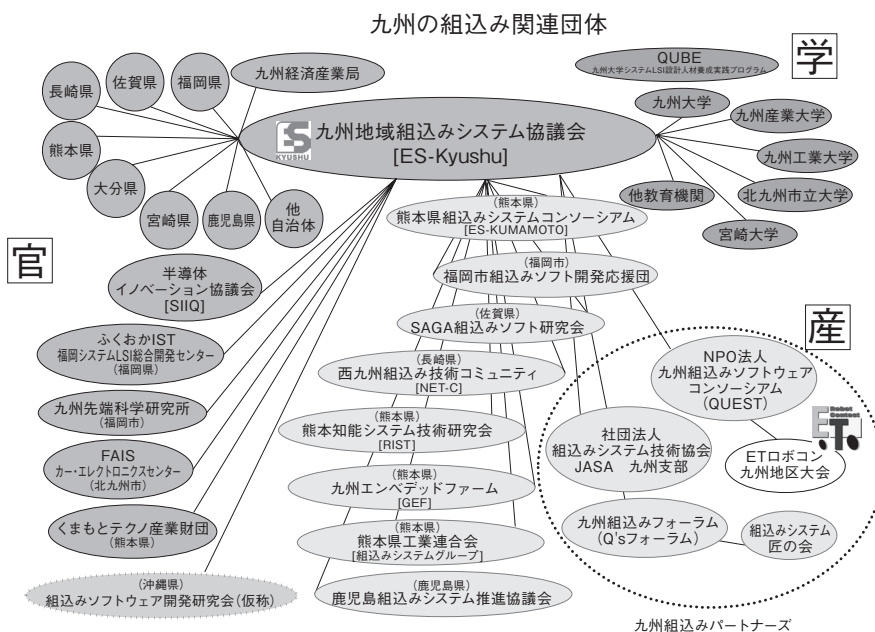 九州の組込み関連団体
QUBE
九州大学システムLSI設計人材養成実践プログラム
学
長崎県
佐賀県
福岡県
九州経済産業局
熊本県
大分県
宮崎県
鹿児島県
他
自治体
ES
KYUSHU
九州地域組込みシステム協議会
[ES-Kyushu]
九州大学
九州産業大学
九州工業大学
北九州市立大学
他教育機関
宮崎大学
官
半導体
イノベーション協議会
[SIIQ]
ふくおかIST
福岡システムLSI総合開発センター
(福岡県)
九州先端科学研究所
(福岡市)
FAIS
カー・エレクトロニクスセンター
(北九州市)
くまもとテクノ産業財団
(熊本県)
(沖縄県)
組込みソフトウェア開発研究会(仮称)
(熊本県)
熊本県組込みシステムコンソーシアム
[ES-KUMAMOTO]
(福岡市)
福岡市組込みソフト開発応援団
(佐賀県)
SAGA組込みソフト研究会
(長崎県)
西九州組込み技術コミュニティ
[NET-C]
(熊本県)
熊本知能システム技術研究会
[RIST]
(熊本県)
九州エンベデッドファーム
[GEF]
(熊本県)
熊本県工業連合会
[組込みシステムグループ]
(鹿児島県)
鹿児島組込みシステム推進協議会
産
NPO法人
九州組込みソフトウェア
コンソーシアム
(QUEST)
ET
Robot
Contest
ETロボコン
九州地区大会
社団法人
組込みシステム技術協会
JASA 九州支部
九州組込みフォーラム
(Q'sフォーラム)
組込みシステム
匠の会
九州組込みパートナーズ